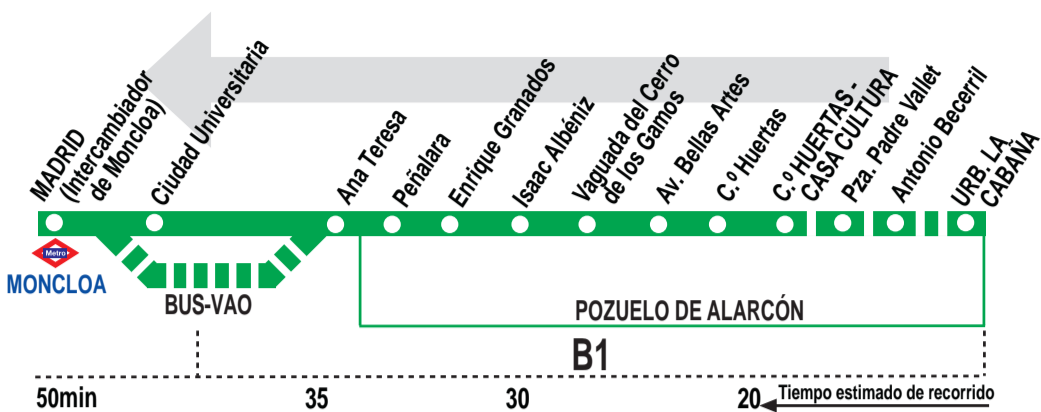 MADRID
(Intercambiador
de Moncloa)
Ciudad Universitaria
Ana Teresa
Peñalara
Enrique Granados
Isaac Albéniz
Vaguada del Cerro
de los Gamos
Av. Bellas Artes
C.º Huertas
C.º HUERTAS -
CASA CULTURA
Pza. Padre Vallet
Antonio Becerril
URB. LA
CABAÑA
Metro
MONCLOA
BUS-VAO
POZUELO DE ALARCÓN
B1
50min
35
30
20
Tiempo estimado de recorrido